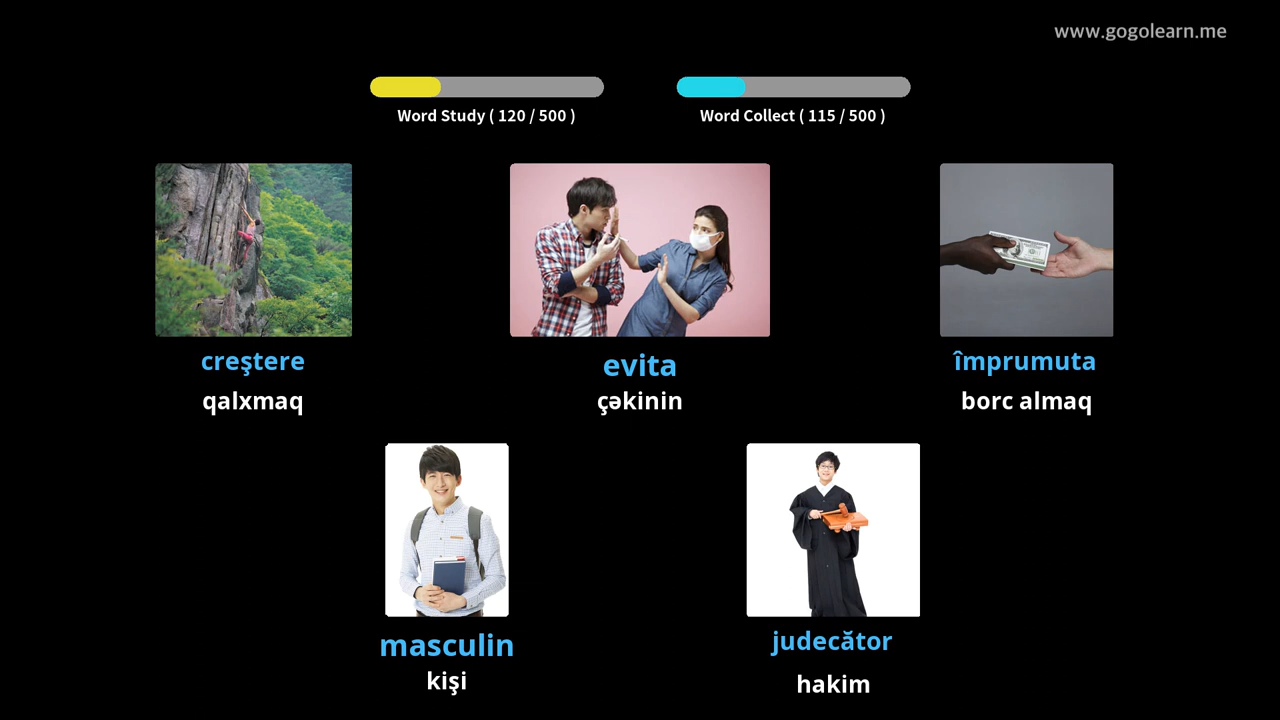 www.gogolearn.me
Word Study ( 120 / 500 )
Word Collect ( 115 / 500 )
creştere
evita
împrumuta
qalxmaq
çəkinin
borc almaq
masculin
judecător
kişi
hakim